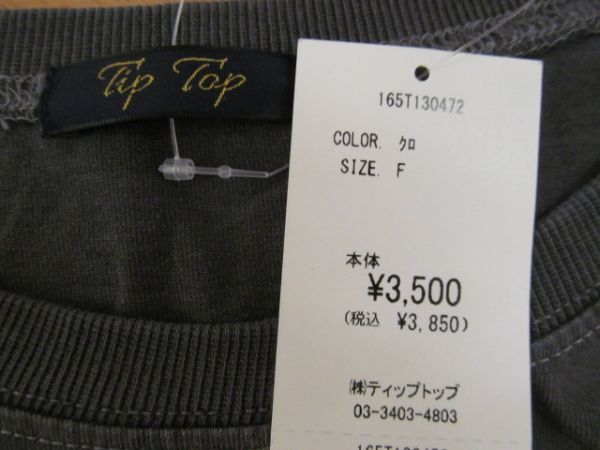 Tip Top
165T130472
COLOR. クロ
SIZE. F
本体
¥3,500
(税込 ¥3,850)
㈱ティップトップ
03-3403-4803